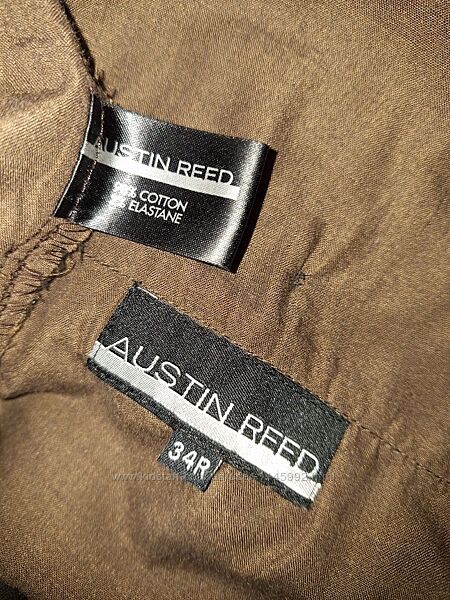 AUSTIN REED
COTTON
ELASTANE
AUSTIN REED
34R